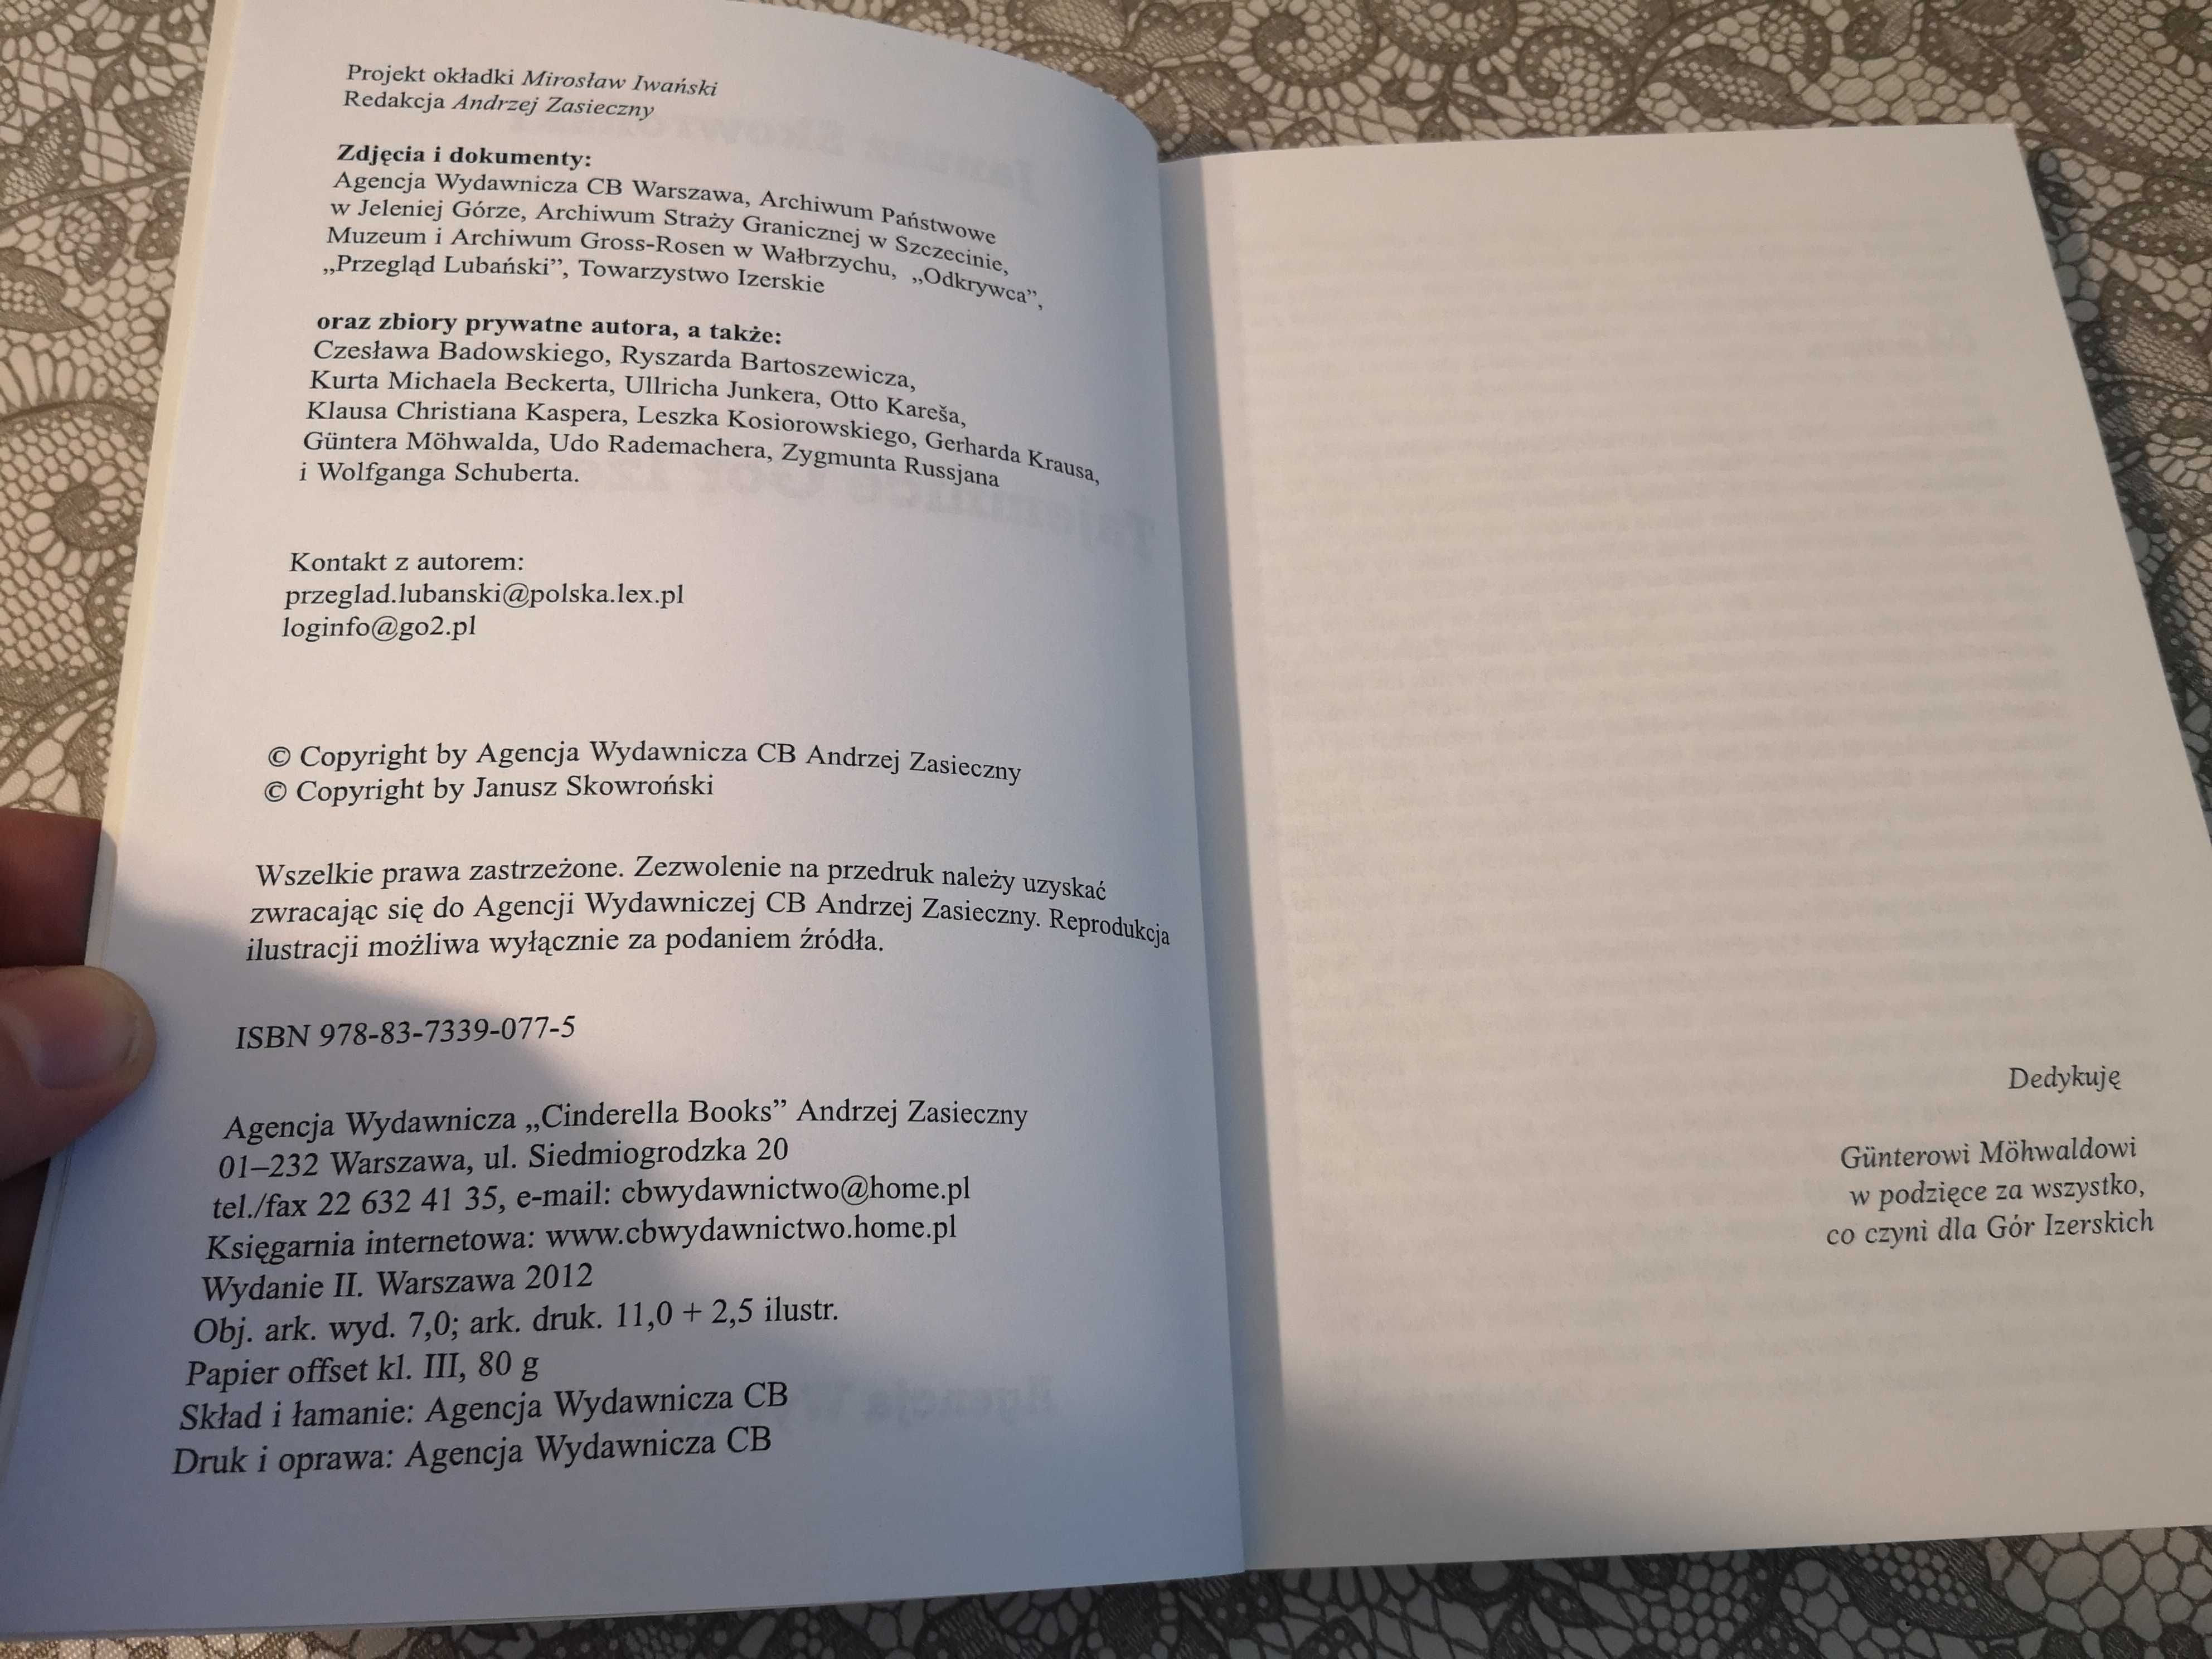 Projekt okładki Mirosław Iwański
Redakcja Andrzej Zasieczny
Zdjęcia i dokumenty:
Agencja Wydawnicza CB Warszawa, Archiwum Państwowe
w Jeleniej Górze, Archiwum Straży Granicznej w Szczecinie,
Muzeum i Archiwum Gross-Rosen w Wałbrzychu, „Odkrywca”,
„Przegląd Lubański”, Towarzystwo Izerskie
oraz zbiory prywatne autora, a także:
Czesława Badowskiego, Ryszarda Bartoszewicza,
Kurta Michaela Beckerta, Ullricha Junkera, Otto Kareša,
Klausa Christiana Kaspera, Leszka Kosiorowskiego, Gerharda Krausa,
Güntera Möhwalda, Udo Rademachera, Zygmunta Russjana
i Wolfganga Schuberta.
Kontakt z autorem:
przeglad.lubanski@polska.lex.pl
loginfo@go2.pl
© Copyright by Agencja Wydawnicza CB Andrzej Zasieczny
© Copyright by Janusz Skowroński
Wszelkie prawa zastrzeżone. Zezwolenie na przedruk należy uzyskać
zwracając się do Agencji Wydawniczej CB Andrzej Zasieczny. Reprodukcja
ilustracji możliwa wyłącznie za podaniem źródła.
ISBN 978-83-7339-077-5
Agencja Wydawnicza „Cinderella Books” Andrzej Zasieczny
01–232 Warszawa, ul. Siedmiogrodzka 20
tel./fax 22 632 41 35, e-mail: cbwydawnictwo@home.pl
Księgarnia internetowa: www.cbwydawnictwo.home.pl
Wydanie II. Warszawa 2012
Obj. ark. wyd. 7,0; ark. druk. 11,0 + 2,5 ilustr.
Papier offset kl. III, 80 g
Skład i łamanie: Agencja Wydawnicza CB
Druk i oprawa: Agencja Wydawnicza CB
Dedykuję
Günterowi Möhwaldowi
w podzięce za wszystko,
co czyni dla Gór Izerskich